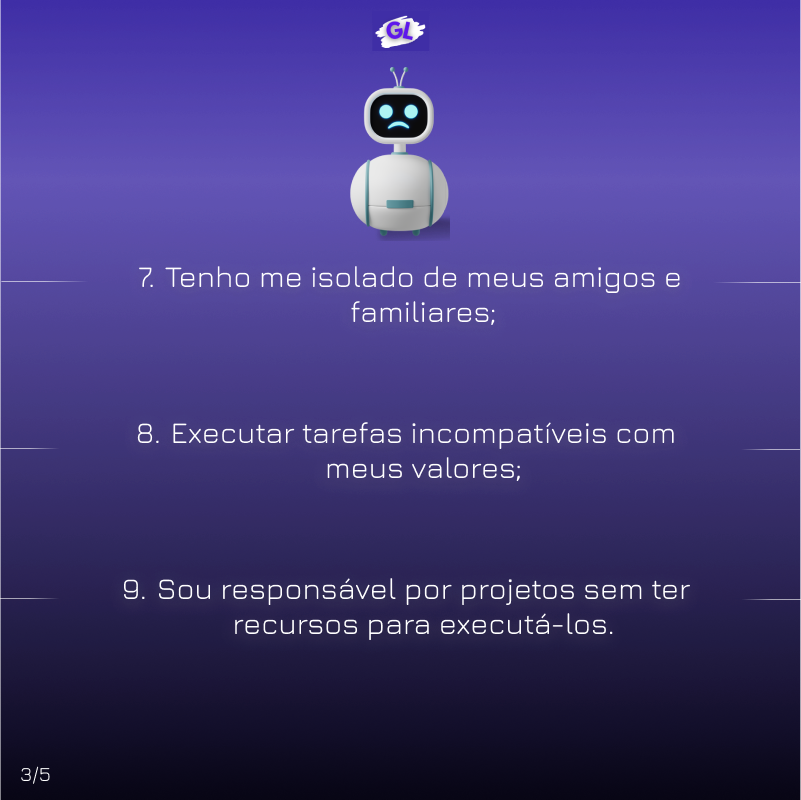 GL
7. Tenho me isolado de meus amigos e
familiares;
8. Executar tarefas incompatíveis com
meus valores;
9. Sou responsável por projetos sem ter
recursos para executá-los.
3/5